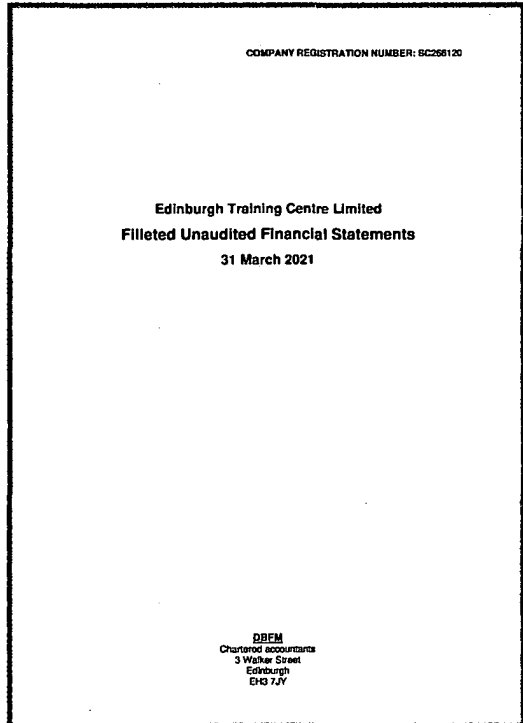 COMPANY REGISTRATION NUMBER: SC256120
Edinburgh Training Centre Limited
Filleted Unaudited Financial Statements
31 March 2021
DBFM
Chartered accountants
3 Walker Street
Edinburgh
EH3 7JY